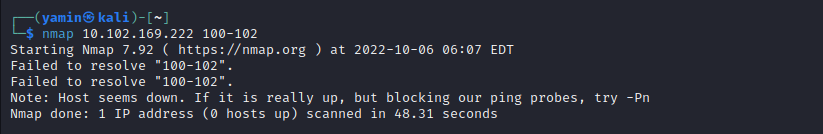 ┌──(yamin㉿kali)-[~]
└─$ nmap 10.102.169.222 100-102
Starting Nmap 7.92 ( https://nmap.org ) at 2022-10-06 06:07 EDT
Failed to resolve "100-102".
Failed to resolve "100-102".
Note: Host seems down. If it is really up, but blocking our ping probes, try -Pn
Nmap done: 1 IP address (0 hosts up) scanned in 48.31 seconds